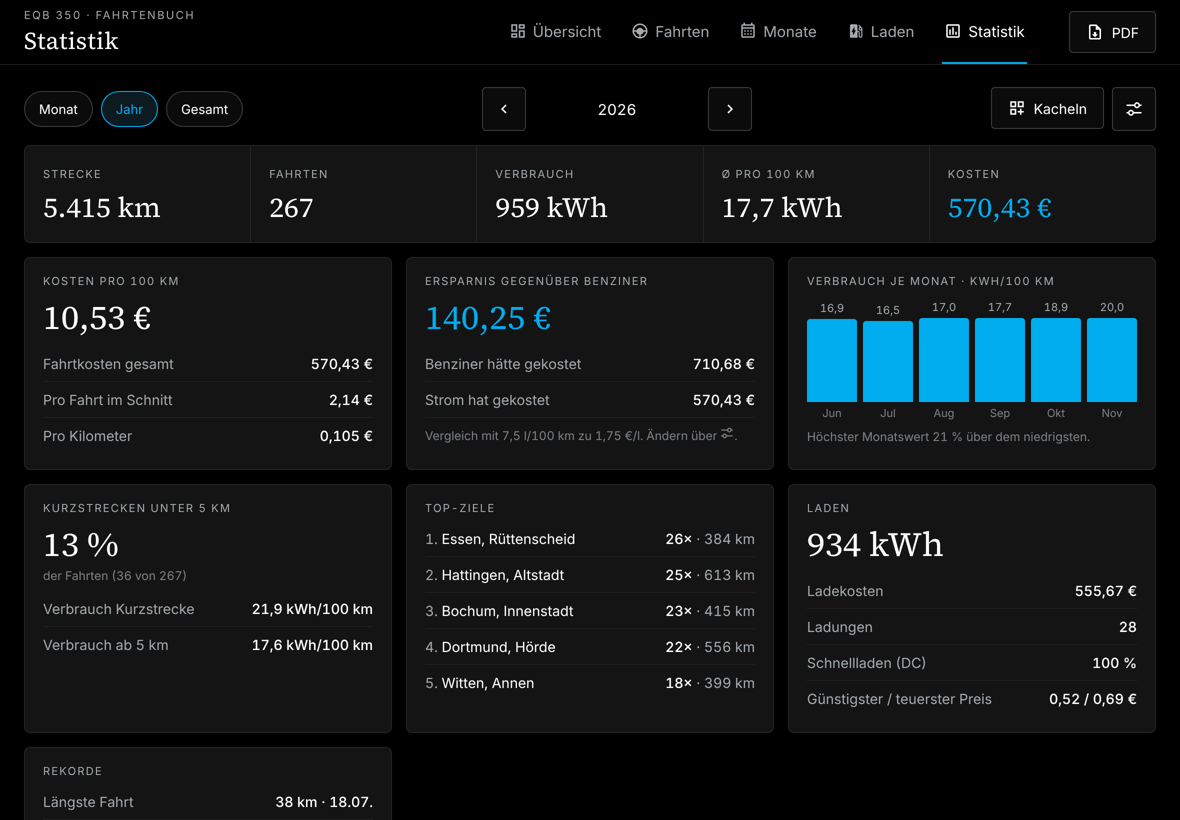 EQB 350 · FAHRTENBUCH
Statistik
Übersicht
Fahrten
Monate
Laden
Statistik
PDF
Monat
Jahr
Gesamt
2026
Kacheln
STRECKE
5.415 km
FAHRTEN
267
VERBRAUCH
959 kWh
Ø PRO 100 KM
17,7 kWh
KOSTEN
570,43 €
KOSTEN PRO 100 KM
10,53 €
Fahrtkosten gesamt 570,43 €
Pro Fahrt im Schnitt 2,14 €
Pro Kilometer 0,105 €
ERSPARNIS GEGENÜBER BENZINER
140,25 €
Benziner hätte gekostet 710,68 €
Strom hat gekostet 570,43 €
Vergleich mit 7,5 l/100 km zu 1,75 €/l. Ändern über .
VERBRAUCH JE MONAT · KWH/100 KM
16,9 16,5 17,0 17,7 18,9 20,0
Jun Jul Aug Sep Okt Nov
Höchster Monatswert 21 % über dem niedrigsten.
KURZSTRECKEN UNTER 5 KM
13 %
der Fahrten (36 von 267)
Verbrauch Kurzstrecke 21,9 kWh/100 km
Verbrauch ab 5 km 17,6 kWh/100 km
TOP-ZIELE
1. Essen, Rüttenscheid 26× · 384 km
2. Hattingen, Altstadt 25× · 613 km
3. Bochum, Innenstadt 23× · 415 km
4. Dortmund, Hörde 22× · 556 km
5. Witten, Annen 18× · 399 km
LADEN
934 kWh
Ladekosten 555,67 €
Ladungen 28
Schnellladen (DC) 100 %
Günstigster / teuerster Preis 0,52 / 0,69 €
REKORDE
Längste Fahrt 38 km · 18.07.